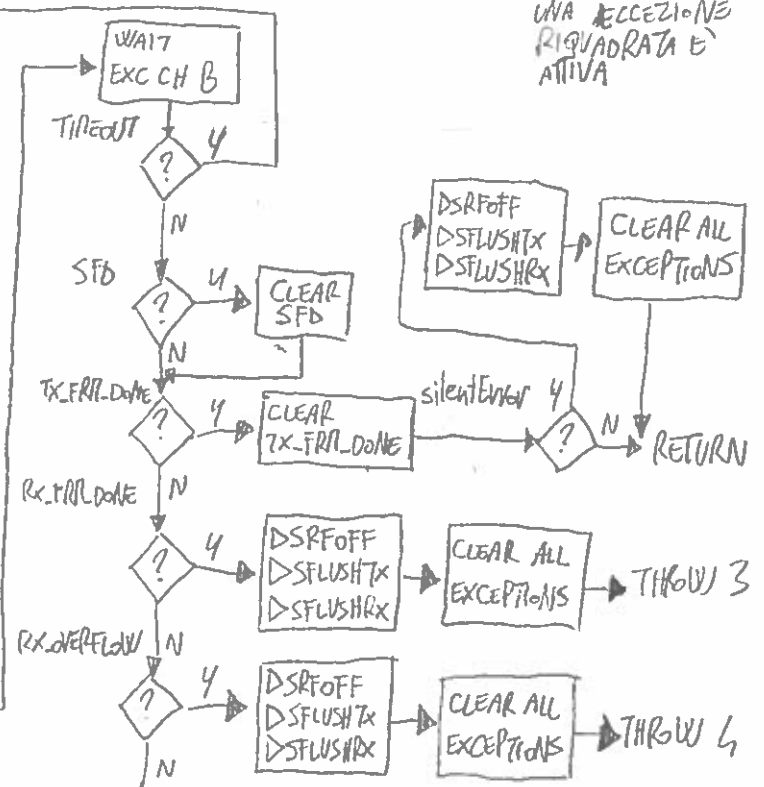 UNA ECCEZIONE
RIQUADRATA E'
ATTIVA
WAIT
EXC CH B
TIMEOUT
?
Y
N
SFD
?
Y
CLEAR
SFD
N
DSRFOFF
DSFLUSHTX
DSFLUSHRX
CLEAR ALL
EXCEPTIONS
TX_FRM_DONE
?
Y
CLEAR
TX_FRM_DONE
silentError
Y
?
N
RETURN
RX_FRM_DONE
N
?
Y
DSRFOFF
DSFLUSHTX
DSFLUSHRX
CLEAR ALL
EXCEPTIONS
THROW 3
RX_OVERFLOW
N
?
Y
DSRFOFF
DSFLUSHTX
DSFLUSHRX
CLEAR ALL
EXCEPTIONS
THROW 4
N